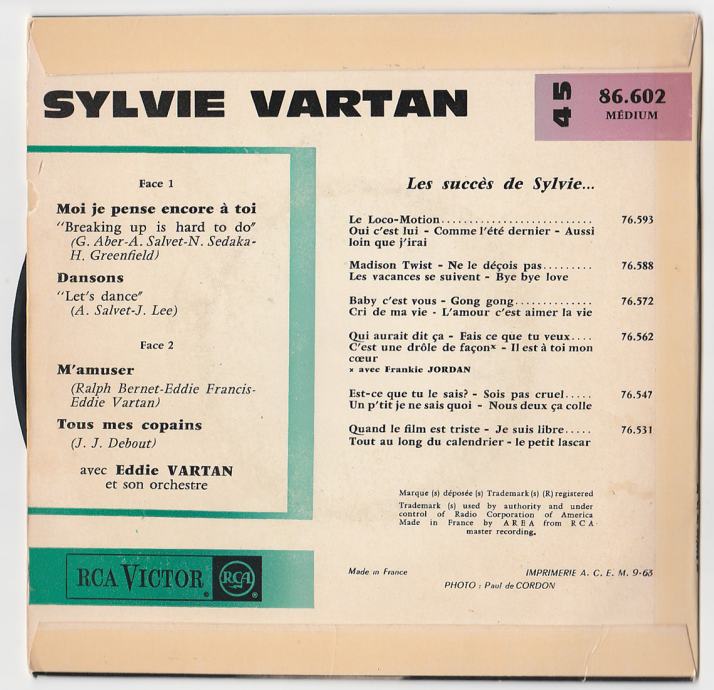 SYLVIE VARTAN
45
86.602
MÉDIUM
Face 1
Moi je pense encore à toi
"Breaking up is hard to do"
(G. Aber-A. Salvet-N. Sedaka-
H. Greenfield)
Dansons
"Let's dance"
(A. Salvet-J. Lee)
Face 2
M'amuser
(Ralph Bernet-Eddie Francis-
Eddie Vartan)
Tous mes copains
(J. J. Debout)
avec Eddie VARTAN
et son orchestre
RCA VICTOR
RCA
Les succès de Sylvie...
Le Loco-Motion.......................... 76.593
Oui c'est lui - Comme l'été dernier - Aussi
loin que j'irai
Madison Twist - Ne le déçois pas......... 76.588
Les vacances se suivent - Bye bye love
Baby c'est vous - Gong gong.............. 76.572
Cri de ma vie - L'amour c'est aimer la vie
Qui aurait dit ça - Fais ce que tu veux.... 76.562
C'est une drôle de façonx - Il est à toi mon
cœur
x avec Frankie JORDAN
Est-ce que tu le sais? - Sois pas cruel..... 76.547
Un p'tit je ne sais quoi - Nous deux ça colle
Quand le film est triste - Je suis libre..... 76.531
Tout au long du calendrier - le petit lascar
Marque (s) déposée (s) Trademark (s) (R) registered
Trademark (s) used by authority and under
control of Radio Corporation of America
Made in France by AREA from RCA
master recording.
Made in France
IMPRIMERIE A. C. E. M. 9-63
PHOTO : Paul de CORDON